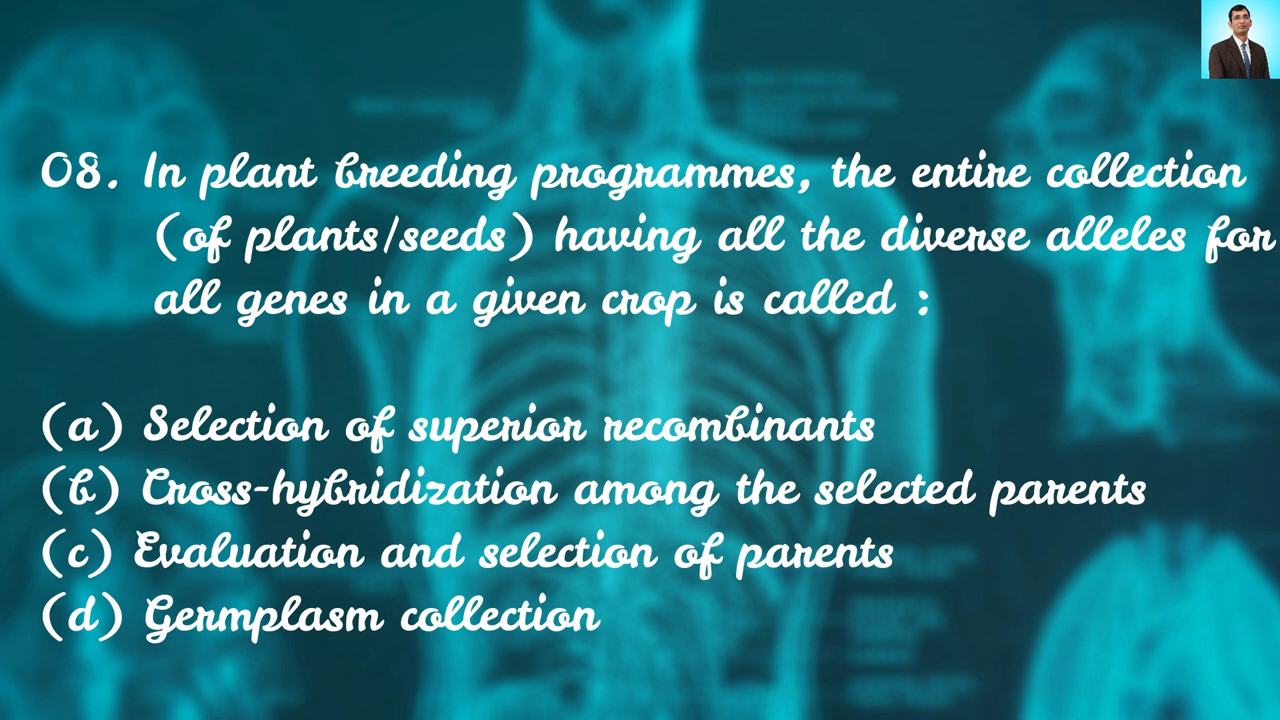 08. In plant breeding programmes, the entire collection
(of plants/seeds) having all the diverse alleles for
all genes in a given crop is called :
(a) Selection of superior recombinants
(b) Cross-hybridization among the selected parents
(c) Evaluation and selection of parents
(d) Germplasm collection